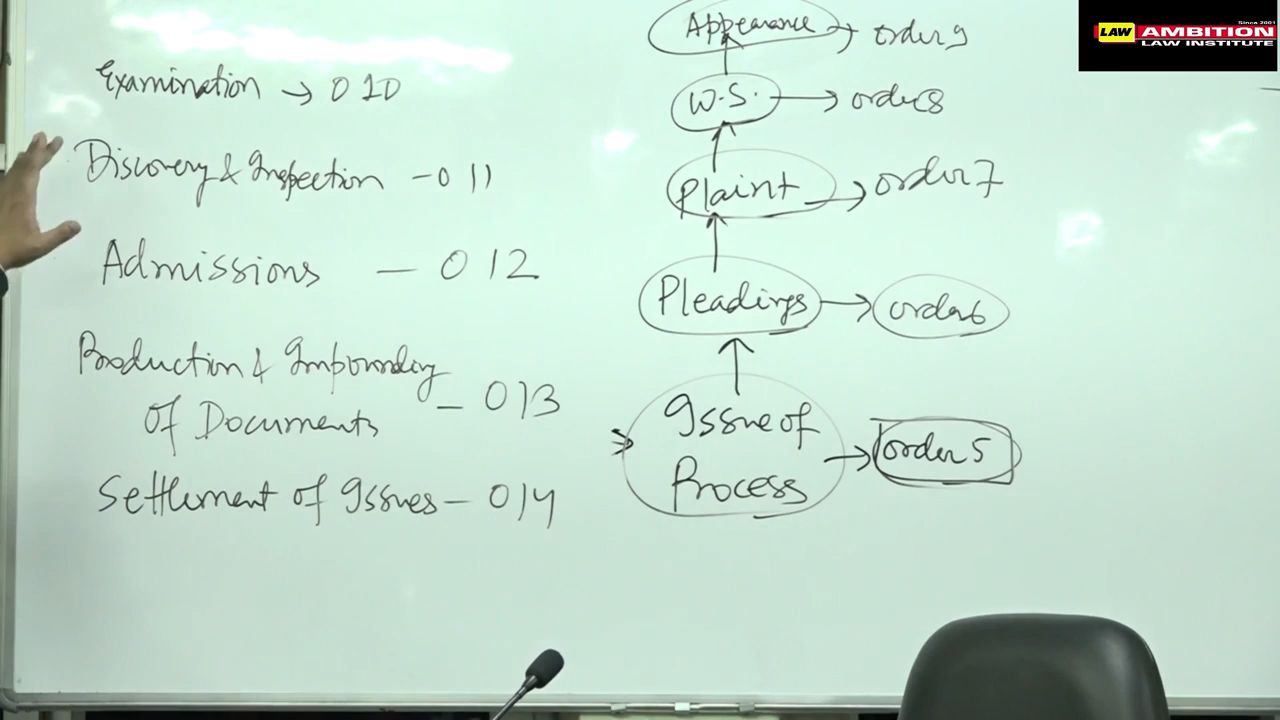 Examination → O 10
Discovery & Inspection - O 11
Admissions — O 12
Production & Impounding
of Documents — O 13
Settlement of Issues — O 14
Appearance → order 9
W.S. → order 8
Plaint → order 7
Pleadings → order 6
Issue of
Process → order 5
Since 2001
LAW AMBITION
LAW INSTITUTE